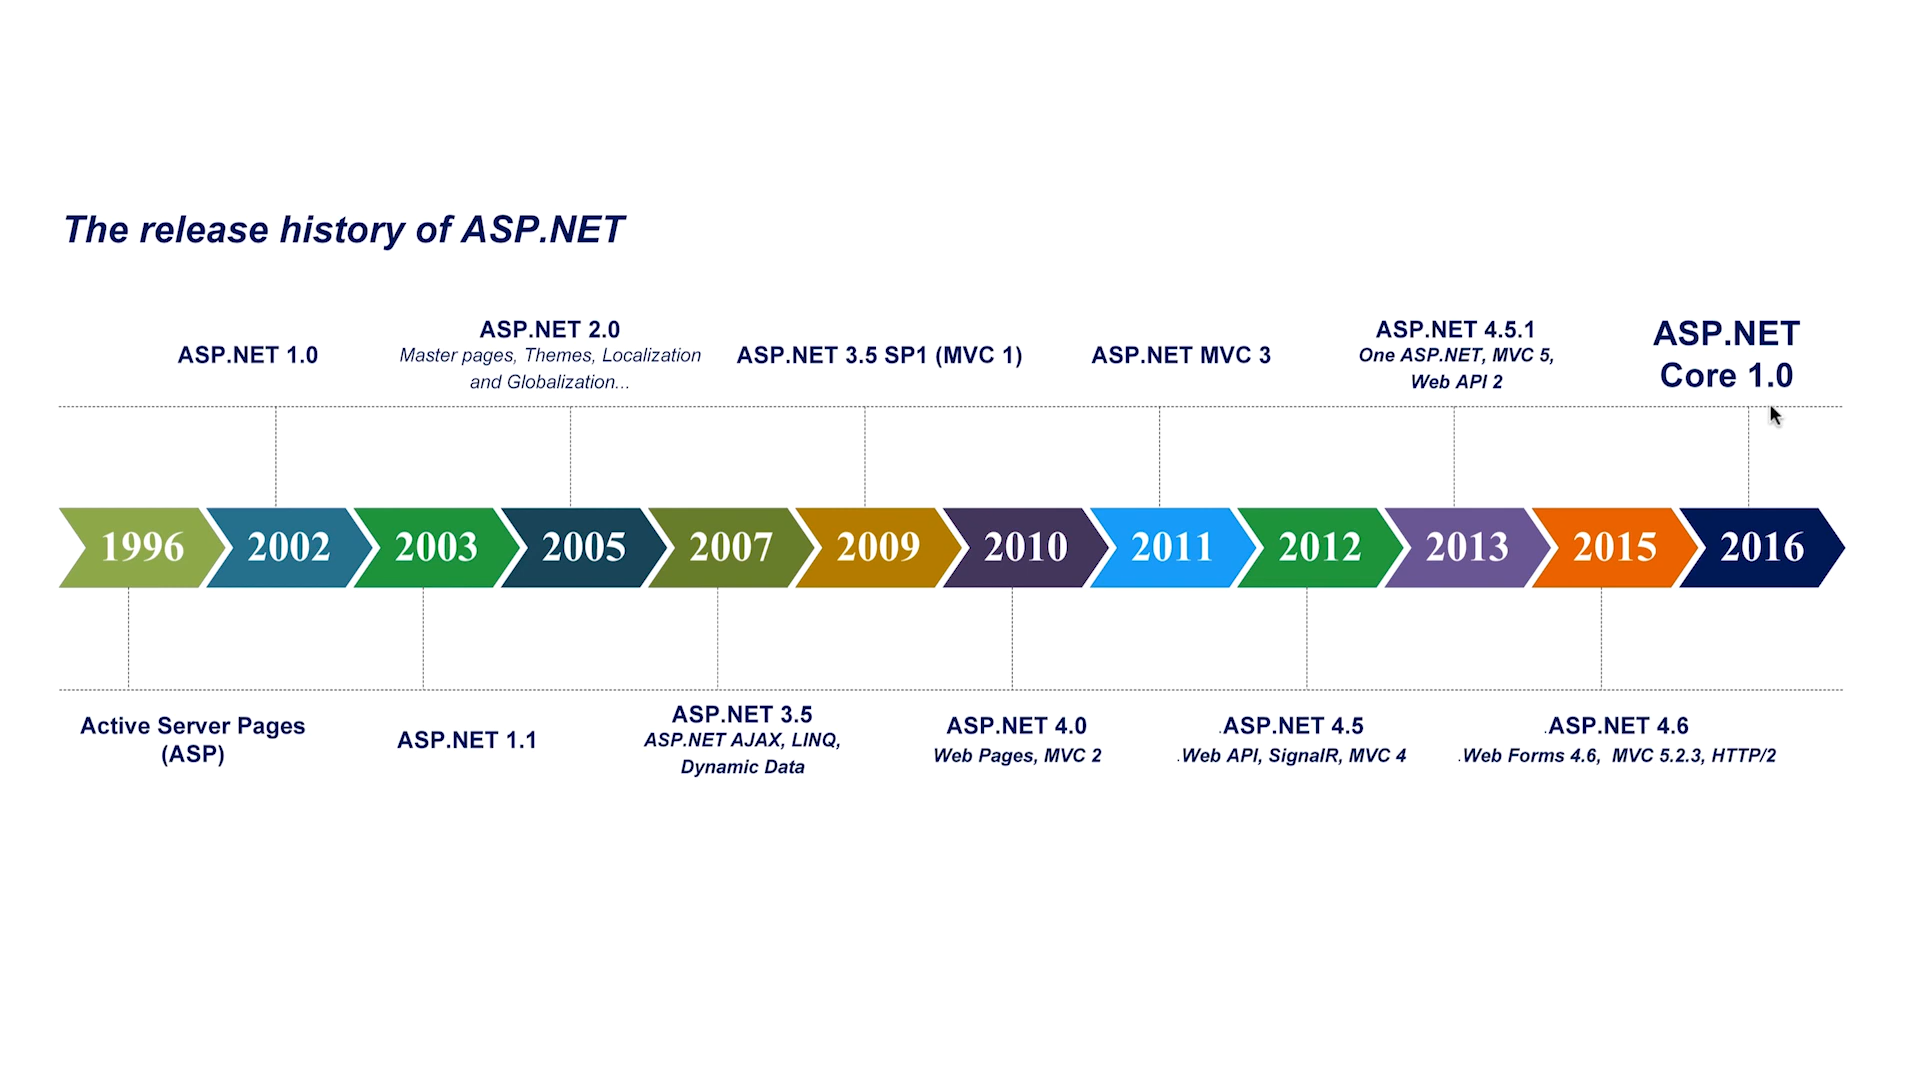 The release history of ASP.NET
ASP.NET 1.0
ASP.NET 2.0
Master pages, Themes, Localization
and Globalization...
ASP.NET 3.5 SP1 (MVC 1)
ASP.NET MVC 3
ASP.NET 4.5.1
One ASP.NET, MVC 5,
Web API 2
ASP.NET
Core 1.0
1996
2002
2003
2005
2007
2009
2010
2011
2012
2013
2015
2016
Active Server Pages
(ASP)
ASP.NET 1.1
ASP.NET 3.5
ASP.NET AJAX, LINQ,
Dynamic Data
ASP.NET 4.0
Web Pages, MVC 2
.ASP.NET 4.5
.Web API, SignalR, MVC 4
.ASP.NET 4.6
.Web Forms 4.6,  MVC 5.2.3, HTTP/2